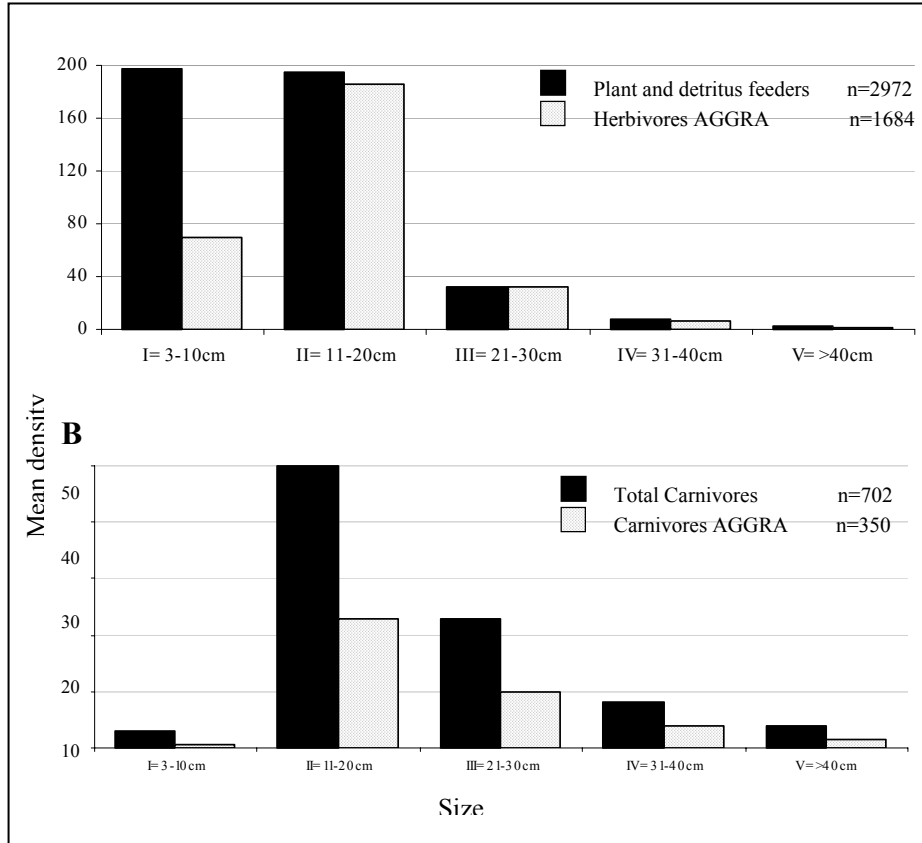 200
Plant and detritus feeders n=2972
160
Herbivores AGGRA n=1684
120
80
40
0
I= 3-10cm II= 11-20cm III= 21-30cm IV= 31-40cm V= >40cm
B
Mean density
50
Total Carnivores n=702
Carnivores AGGRA n=350
40
30
20
10
I= 3-10cm II= 11-20cm III= 21-30cm IV= 31-40cm V= >40cm
Size